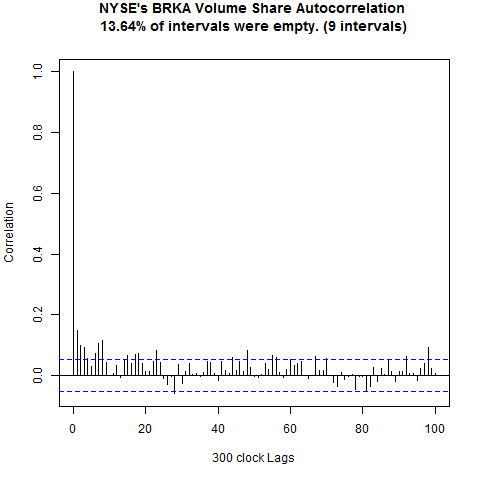 NYSE's BRKA Volume Share Autocorrelation
13.64% of intervals were empty. (9 intervals)
1.0
0.8
0.6
0.4
0.2
0.0
Correlation
0 20 40 60 80 100
300 clock Lags